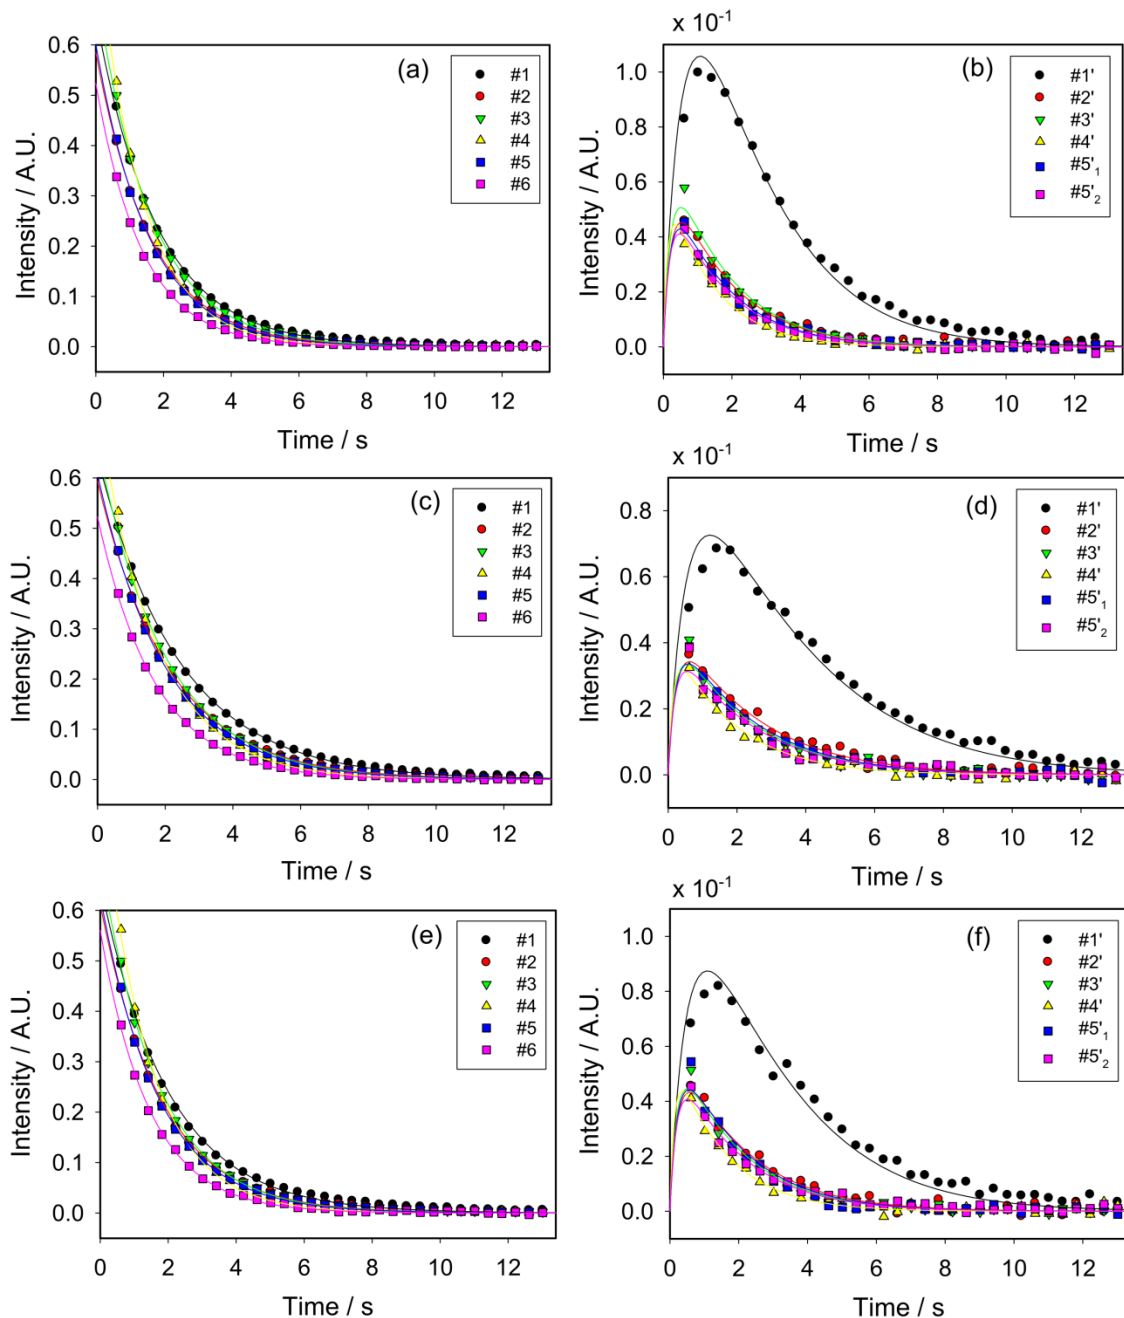 x 10⁻¹
Intensity / A.U.
0.6
0.5
0.4
0.3
0.2
0.1
0.0
(a)
#1
#2
#3
#4
#5
#6
0 2 4 6 8 10 12
Time / s
Intensity / A.U.
1.0
0.8
0.6
0.4
0.2
0
(b)
#1'
#2'
#3'
#4'
#5'₁
#5'₂
0 2 4 6 8 10 12
Time / s
x 10⁻¹
Intensity / A.U.
0.6
0.5
0.4
0.3
0.2
0.1
0.0
(c)
#1
#2
#3
#4
#5
#6
0 2 4 6 8 10 12
Time / s
Intensity / A.U.
0.8
0.6
0.4
0.2
0.0
(d)
#1'
#2'
#3'
#4'
#5'₁
#5'₂
0 2 4 6 8 10 12
Time / s
x 10⁻¹
Intensity / A.U.
0.6
0.5
0.4
0.3
0.2
0.1
0.0
(e)
#1
#2
#3
#4
#5
#6
0 2 4 6 8 10 12
Time / s
Intensity / A.U.
1.0
0.8
0.6
0.4
0.2
0.0
(f)
#1'
#2'
#3'
#4'
#5'₁
#5'₂
0 2 4 6 8 10 12
Time / s